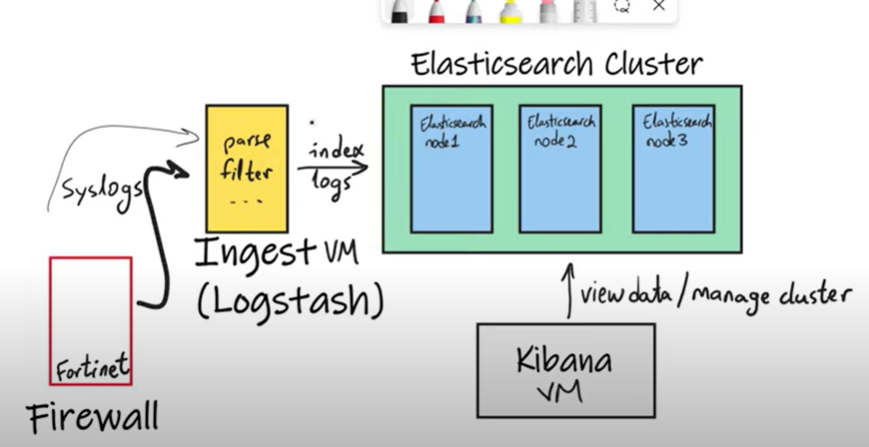 Elasticsearch Cluster
parse
filter
...
index
logs
Elasticsearch
node1
Elasticsearch
node2
Elasticsearch
node3
Syslogs
Ingest VM
(Logstash)
view data/manage cluster
Fortinet
Firewall
Kibana
VM